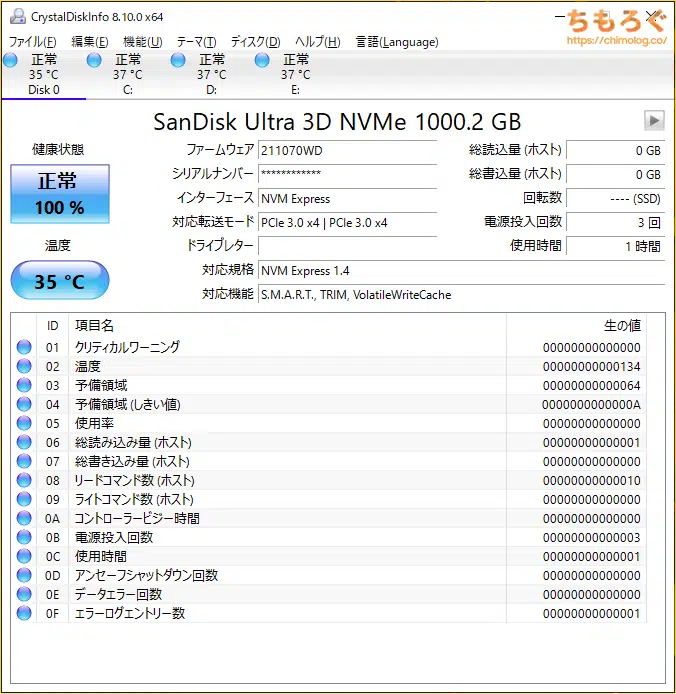 CrystalDiskInfo 8.10.0 x64
ちもろぐ
https://chimolog.co/
ファイル(F) 編集(E) 機能(U) テーマ(T) ディスク(D) ヘルプ(H) 言語(Language)
正常 正常 正常 正常
35 °C 37 °C 37 °C 37 °C
Disk 0 C: D: E:
SanDisk Ultra 3D NVMe 1000.2 GB
健康状態
正常
100 %
温度
35 °C
ファームウェア 211070WD 総読込量 (ホスト) 0 GB
シリアルナンバー ************ 総書込量 (ホスト) 0 GB
インターフェース NVM Express 回転数 ---- (SSD)
対応転送モード PCIe 3.0 x4 | PCIe 3.0 x4 電源投入回数 3 回
ドライブレター 使用時間 1 時間
対応規格 NVM Express 1.4
対応機能 S.M.A.R.T., TRIM, VolatileWriteCache
ID 項目名 生の値
01 クリティカルワーニング 00000000000000
02 温度 00000000000134
03 予備領域 00000000000064
04 予備領域 (しきい値) 0000000000000A
05 使用率 00000000000000
06 総読み込み量 (ホスト) 00000000000001
07 総書き込み量 (ホスト) 00000000000000
08 リードコマンド数 (ホスト) 00000000000010
09 ライトコマンド数 (ホスト) 00000000000000
0A コントローラービジー時間 00000000000000
0B 電源投入回数 00000000000003
0C 使用時間 00000000000001
0D アンセーフシャットダウン回数 00000000000000
0E データエラー回数 00000000000000
0F エラーログエントリー数 00000000000001